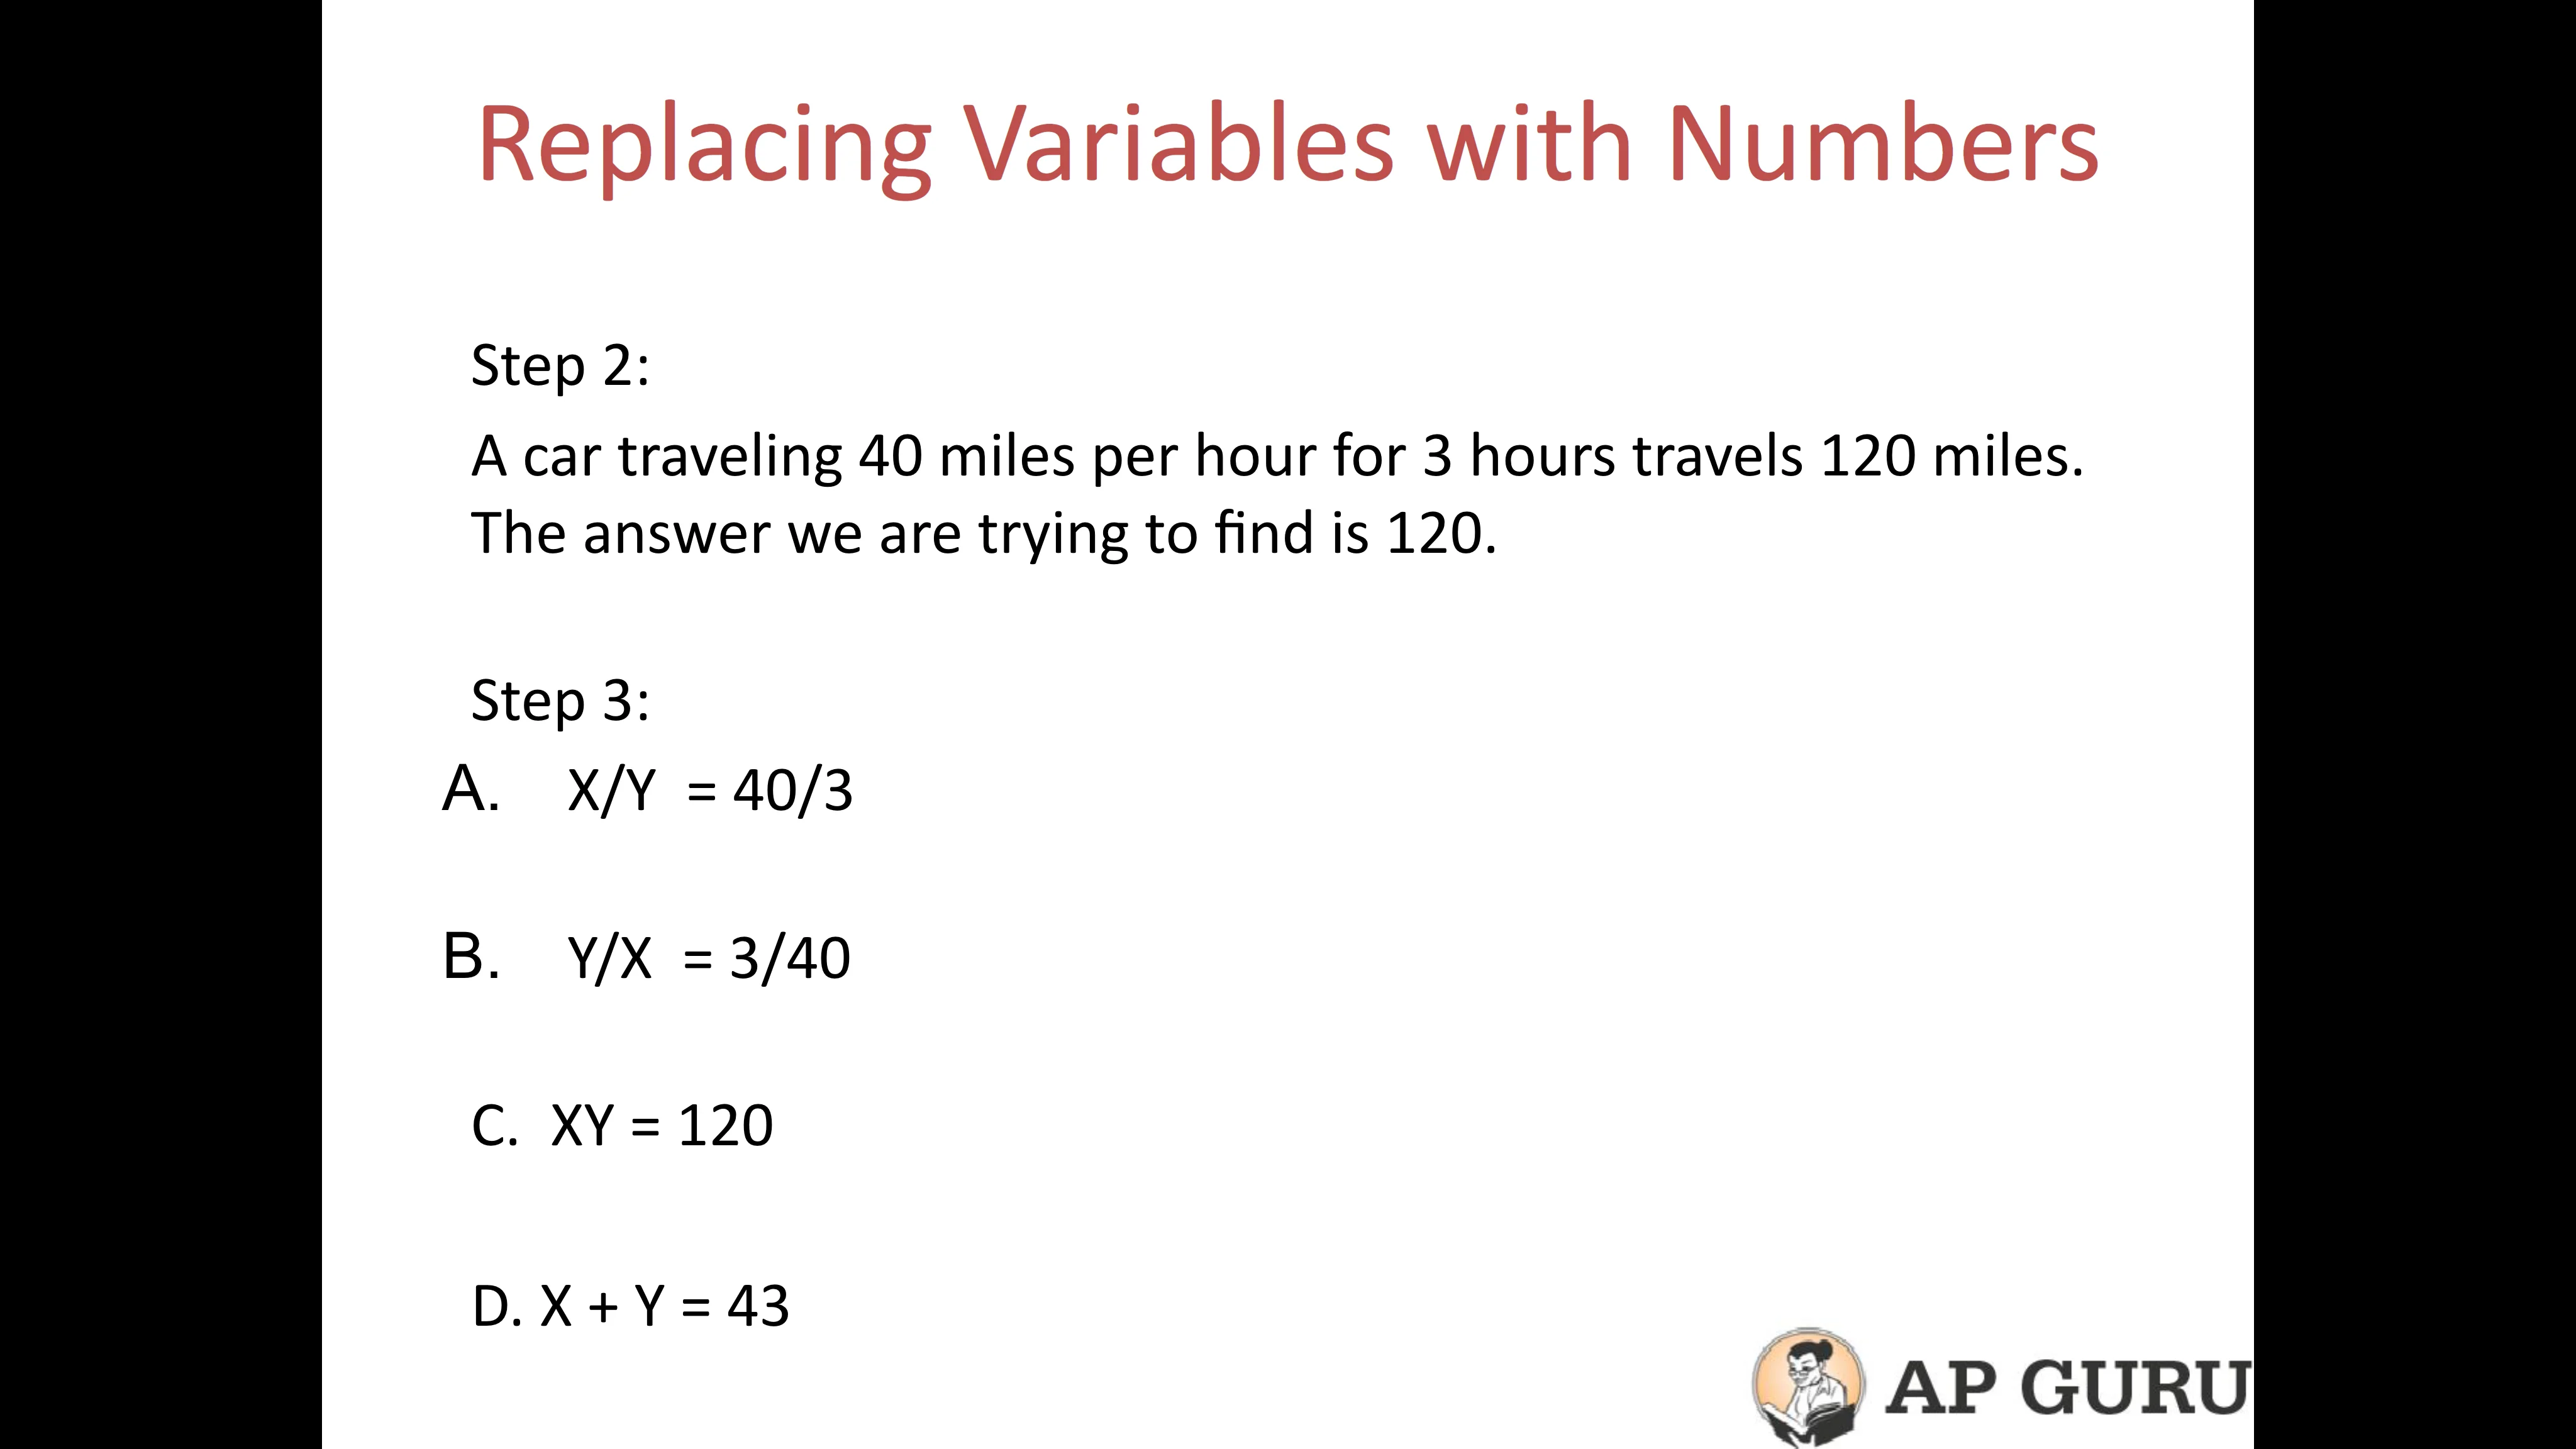 Replacing Variables with Numbers
Step 2:
A car traveling 40 miles per hour for 3 hours travels 120 miles.
The answer we are trying to find is 120.
Step 3:
A. X/Y = 40/3
B. Y/X = 3/40
C. XY = 120
D. X + Y = 43
AP GURU